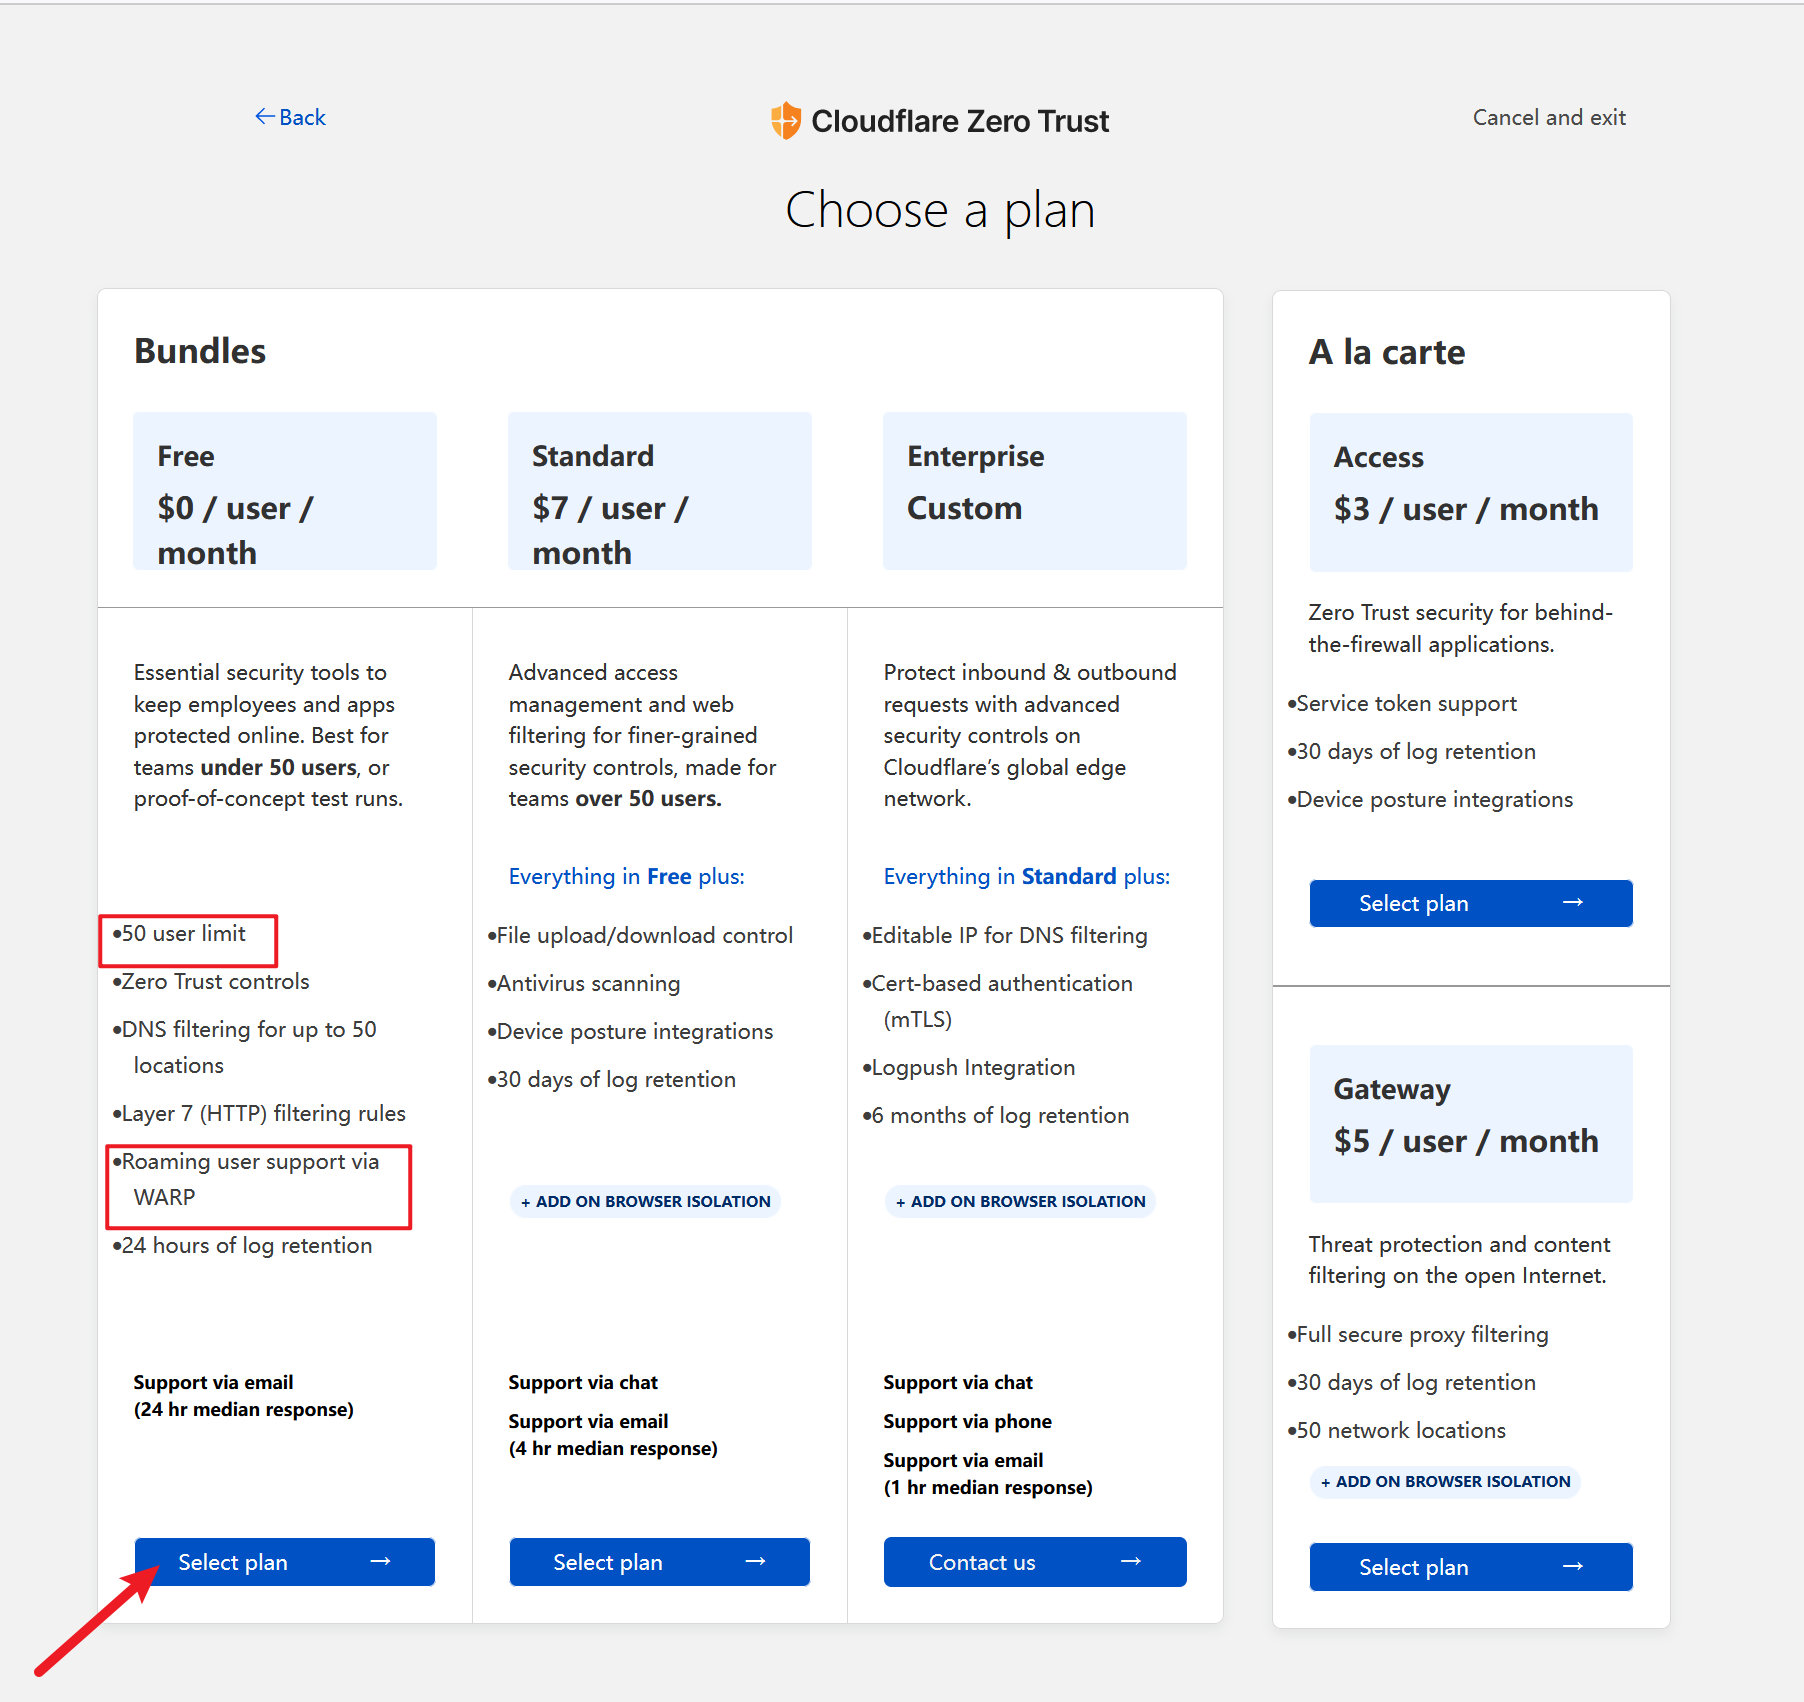 ← Back
Cloudflare Zero Trust
Cancel and exit
Choose a plan
Bundles
Free
$0 / user /
month
Standard
$7 / user /
month
Enterprise
Custom
Essential security tools to
keep employees and apps
protected online. Best for
teams under 50 users, or
proof-of-concept test runs.
•50 user limit
•Zero Trust controls
•DNS filtering for up to 50
locations
•Layer 7 (HTTP) filtering rules
•Roaming user support via
WARP
•24 hours of log retention
Support via email
(24 hr median response)
Select plan →
Advanced access
management and web
filtering for finer-grained
security controls, made for
teams over 50 users.
Everything in Free plus:
•File upload/download control
•Antivirus scanning
•Device posture integrations
•30 days of log retention
+ ADD ON BROWSER ISOLATION
Support via chat
Support via email
(4 hr median response)
Select plan →
Protect inbound & outbound
requests with advanced
security controls on
Cloudflare’s global edge
network.
Everything in Standard plus:
•Editable IP for DNS filtering
•Cert-based authentication
(mTLS)
•Logpush Integration
•6 months of log retention
+ ADD ON BROWSER ISOLATION
Support via chat
Support via phone
Support via email
(1 hr median response)
Contact us →
A la carte
Access
$3 / user / month
Zero Trust security for behind-
the-firewall applications.
•Service token support
•30 days of log retention
•Device posture integrations
Select plan →
Gateway
$5 / user / month
Threat protection and content
filtering on the open Internet.
•Full secure proxy filtering
•30 days of log retention
•50 network locations
+ ADD ON BROWSER ISOLATION
Select plan →